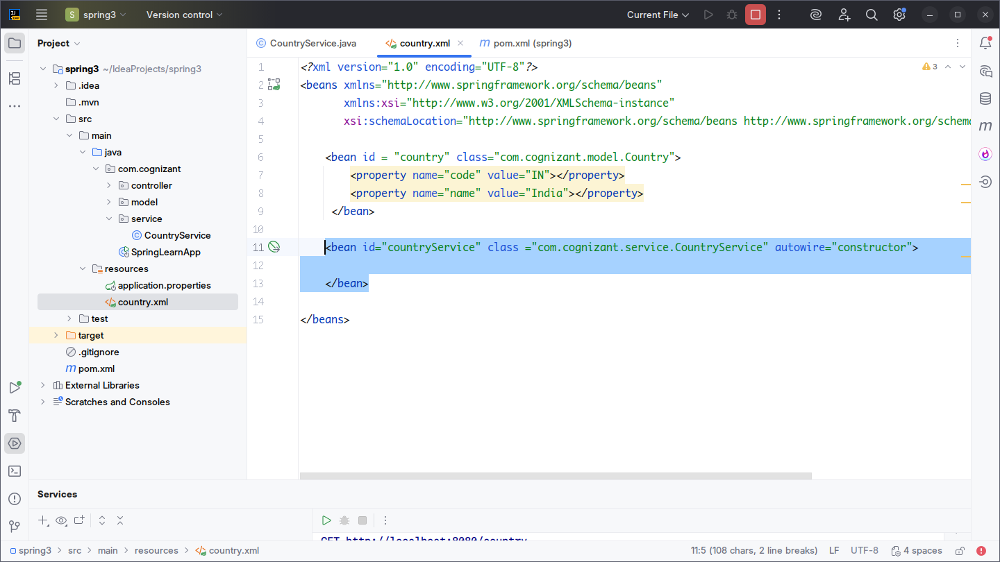 S spring3 Version control Current File
Project
CountryService.java country.xml pom.xml (spring3)
spring3 ~/IdeaProjects/spring3
.idea
.mvn
src
main
java
com.cognizant
controller
model
service
CountryService
SpringLearnApp
resources
application.properties
country.xml
test
target
.gitignore
pom.xml
External Libraries
Scratches and Consoles
3
1 <?xml version="1.0" encoding="UTF-8"?>
2 <beans xmlns="http://www.springframework.org/schema/beans"
3 xmlns:xsi="http://www.w3.org/2001/XMLSchema-instance"
4 xsi:schemaLocation="http://www.springframework.org/schema/beans http://www.springframework.org/schema
5
6 <bean id = "country" class="com.cognizant.model.Country">
7 <property name="code" value="IN"></property>
8 <property name="name" value="India"></property>
9 </bean>
10
11 <bean id="countryService" class ="com.cognizant.service.CountryService" autowire="constructor">
12
13 </bean>
14
15 </beans>
Services
GET http://localhost:8080/country
spring3 > src > main > resources > country.xml
11:5 (108 chars, 2 line breaks) LF UTF-8 4 spaces